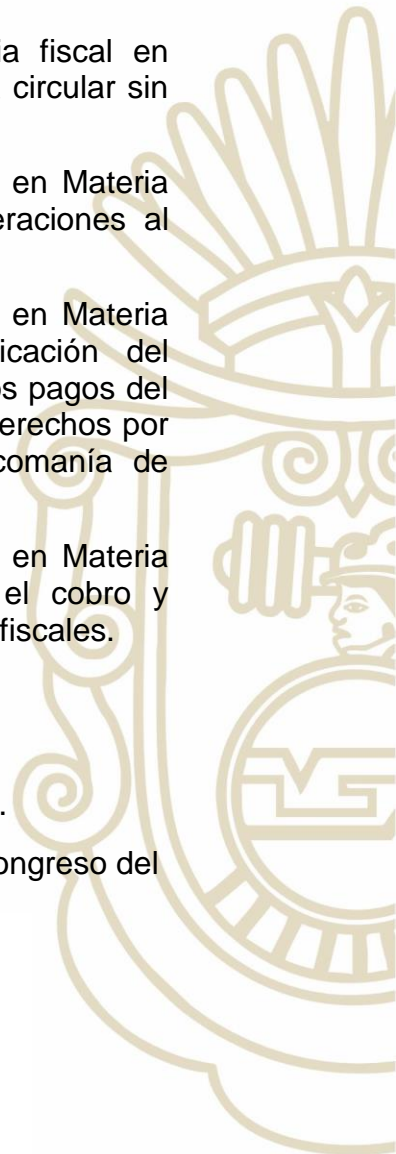 ia fiscal en
circular sin
en Materia
eraciones al
en Materia
icación del
os pagos del
erechos por
comanía de
en Materia
el cobro y
fiscales.
.
ongreso del